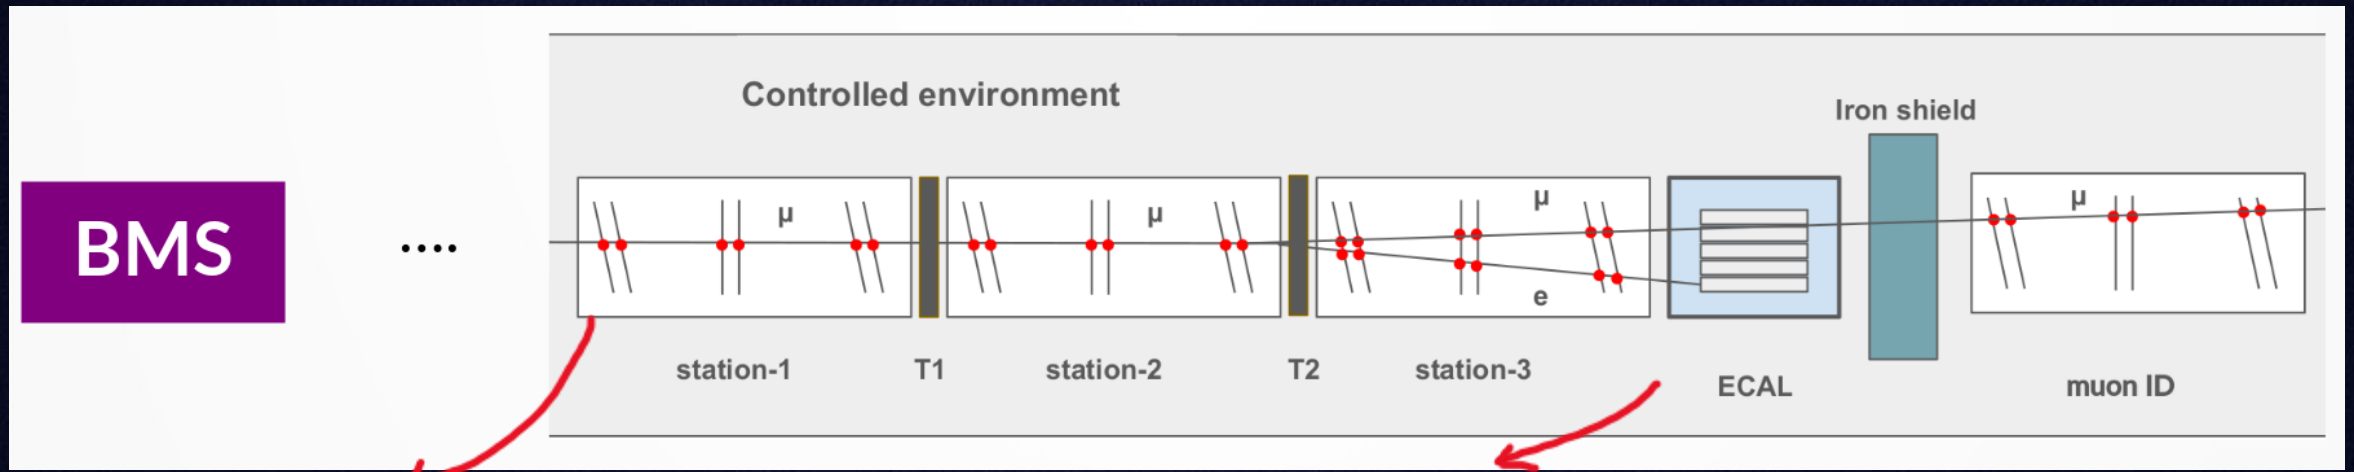 Controlled environment
Iron shield
BMS
....
μ
μ
μ
μ
e
station-1
T1
station-2
T2
station-3
ECAL
muon ID